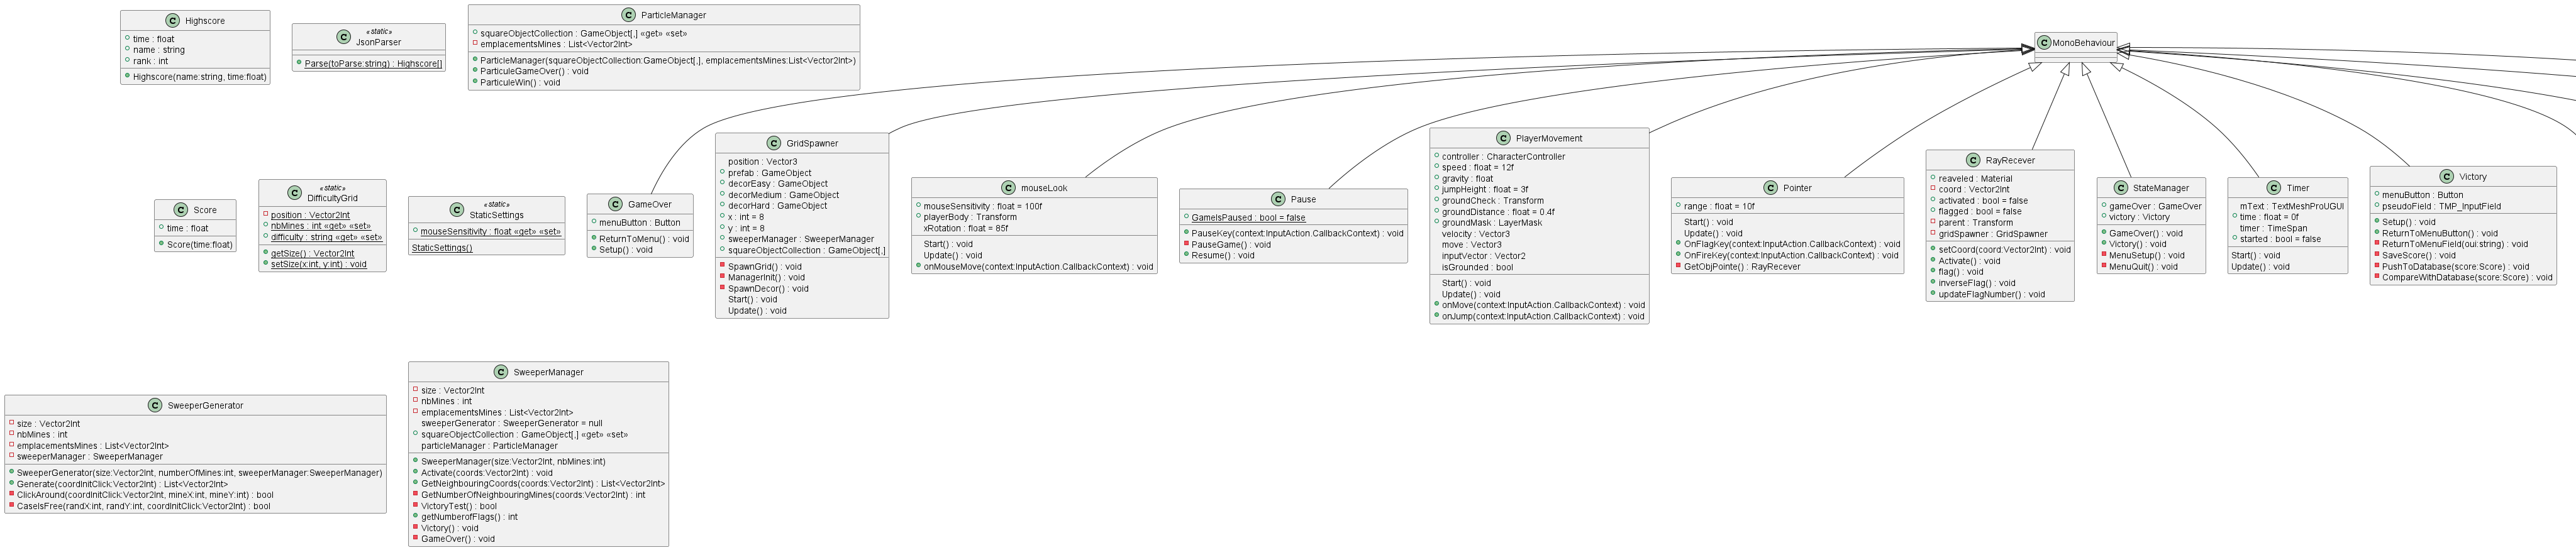 C Highscore
time : float
name : string
rank : int
Highscore(name:string, time:float)
«static»
C JsonParser
Parse(toParse:string) : Highscore[]
C ParticleManager
squareObjectCollection : GameObject[,] «get» «set»
emplacementsMines : List<Vector2Int>
ParticleManager(squareObjectCollection:GameObject[,], emplacementsMines:List<Vector2Int>)
ParticuleGameOver() : void
ParticuleWin() : void
C MonoBehaviour
C Score
time : float
Score(time:float)
«static»
C DifficultyGrid
position : Vector2Int
nbMines : int «get» «set»
difficulty : string «get» «set»
getSize() : Vector2Int
setSize(x:int, y:int) : void
«static»
C StaticSettings
mouseSensitivity : float «get» «set»
StaticSettings()
C GameOver
menuButton : Button
ReturnToMenu() : void
Setup() : void
C GridSpawner
position : Vector3
prefab : GameObject
decorEasy : GameObject
decorMedium : GameObject
decorHard : GameObject
x : int = 8
y : int = 8
sweeperManager : SweeperManager
squareObjectCollection : GameObject[,]
SpawnGrid() : void
ManagerInit() : void
SpawnDecor() : void
Start() : void
Update() : void
C mouseLook
mouseSensitivity : float = 100f
playerBody : Transform
xRotation : float = 85f
Start() : void
Update() : void
onMouseMove(context:InputAction.CallbackContext) : void
C Pause
GameIsPaused : bool = false
PauseKey(context:InputAction.CallbackContext) : void
PauseGame() : void
Resume() : void
C PlayerMovement
controller : CharacterController
speed : float = 12f
gravity : float
jumpHeight : float = 3f
groundCheck : Transform
groundDistance : float = 0.4f
groundMask : LayerMask
velocity : Vector3
move : Vector3
inputVector : Vector2
isGrounded : bool
Start() : void
Update() : void
onMove(context:InputAction.CallbackContext) : void
onJump(context:InputAction.CallbackContext) : void
C Pointer
range : float = 10f
Start() : void
Update() : void
OnFlagKey(context:InputAction.CallbackContext) : void
OnFireKey(context:InputAction.CallbackContext) : void
GetObjPointe() : RayRecever
C RayRecever
reaveled : Material
coord : Vector2Int
activated : bool = false
flagged : bool = false
parent : Transform
gridSpawner : GridSpawner
setCoord(coord:Vector2Int) : void
Activate() : void
flag() : void
inverseFlag() : void
updateFlagNumber() : void
C StateManager
gameOver : GameOver
victory : Victory
GameOver() : void
Victory() : void
MenuSetup() : void
MenuQuit() : void
C Timer
mText : TextMeshProUGUI
time : float = 0f
timer : TimeSpan
started : bool = false
Start() : void
Update() : void
C Victory
menuButton : Button
pseudoField : TMP_InputField
Setup() : void
ReturnToMenuButton() : void
ReturnToMenuField(oui:string) : void
SaveScore() : void
PushToDatabase(score:Score) : void
CompareWithDatabase(score:Score) : void
C SweeperGenerator
size : Vector2Int
nbMines : int
emplacementsMines : List<Vector2Int>
sweeperManager : SweeperManager
SweeperGenerator(size:Vector2Int, numberOfMines:int, sweeperManager:SweeperManager)
Generate(coordInitClick:Vector2Int) : List<Vector2Int>
ClickAround(coordInitClick:Vector2Int, mineX:int, mineY:int) : bool
CaseIsFree(randX:int, randY:int, coordInitClick:Vector2Int) : bool
C SweeperManager
size : Vector2Int
nbMines : int
emplacementsMines : List<Vector2Int>
sweeperGenerator : SweeperGenerator = null
squareObjectCollection : GameObject[,] «get» «set»
particleManager : ParticleManager
SweeperManager(size:Vector2Int, nbMines:int)
Activate(coords:Vector2Int) : void
GetNeighbouringCoords(coords:Vector2Int) : List<Vector2Int>
GetNumberOfNeighbouringMines(coords:Vector2Int) : int
VictoryTest() : bool
getNumberofFlags() : int
Victory() : void
GameOver() : void